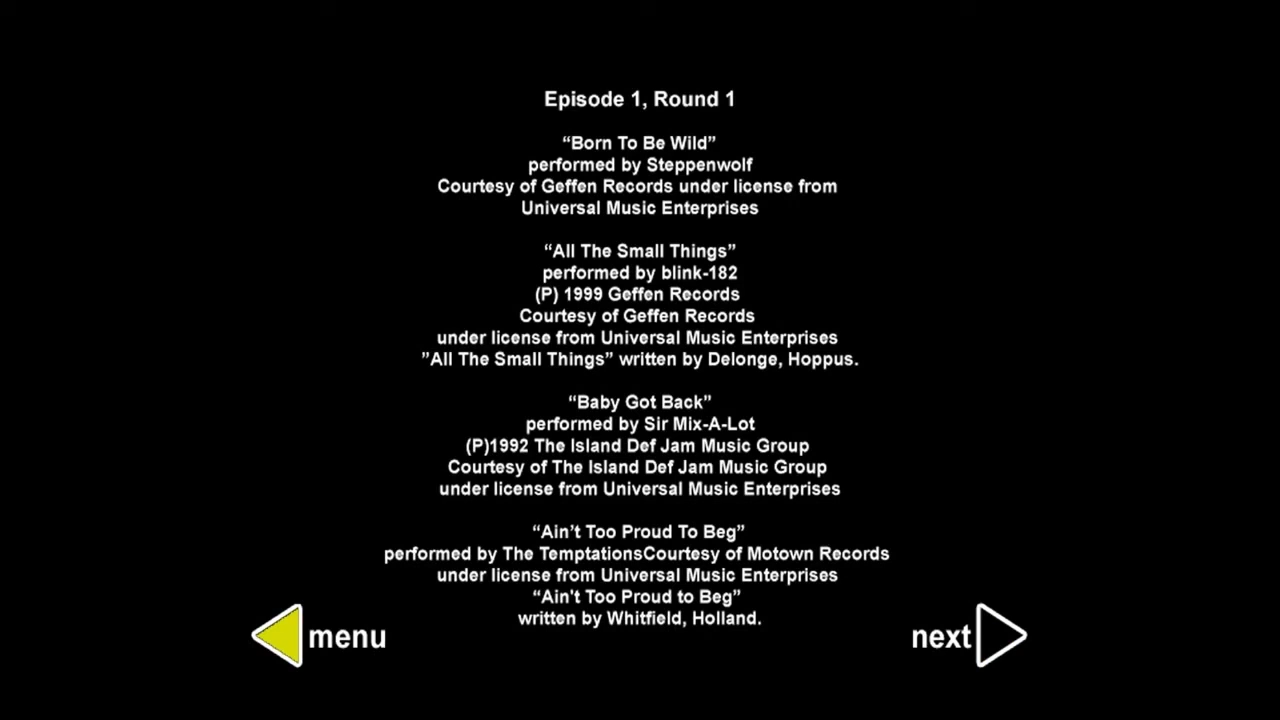 Episode 1, Round 1
“Born To Be Wild”
performed by Steppenwolf
Courtesy of Geffen Records under license from
Universal Music Enterprises
“All The Small Things”
performed by blink-182
(P) 1999 Geffen Records
Courtesy of Geffen Records
under license from Universal Music Enterprises
”All The Small Things” written by Delonge, Hoppus.
“Baby Got Back”
performed by Sir Mix-A-Lot
(P)1992 The Island Def Jam Music Group
Courtesy of The Island Def Jam Music Group
under license from Universal Music Enterprises
“Ain’t Too Proud To Beg”
performed by The TemptationsCourtesy of Motown Records
under license from Universal Music Enterprises
“Ain't Too Proud to Beg”
written by Whitfield, Holland.
menu
next